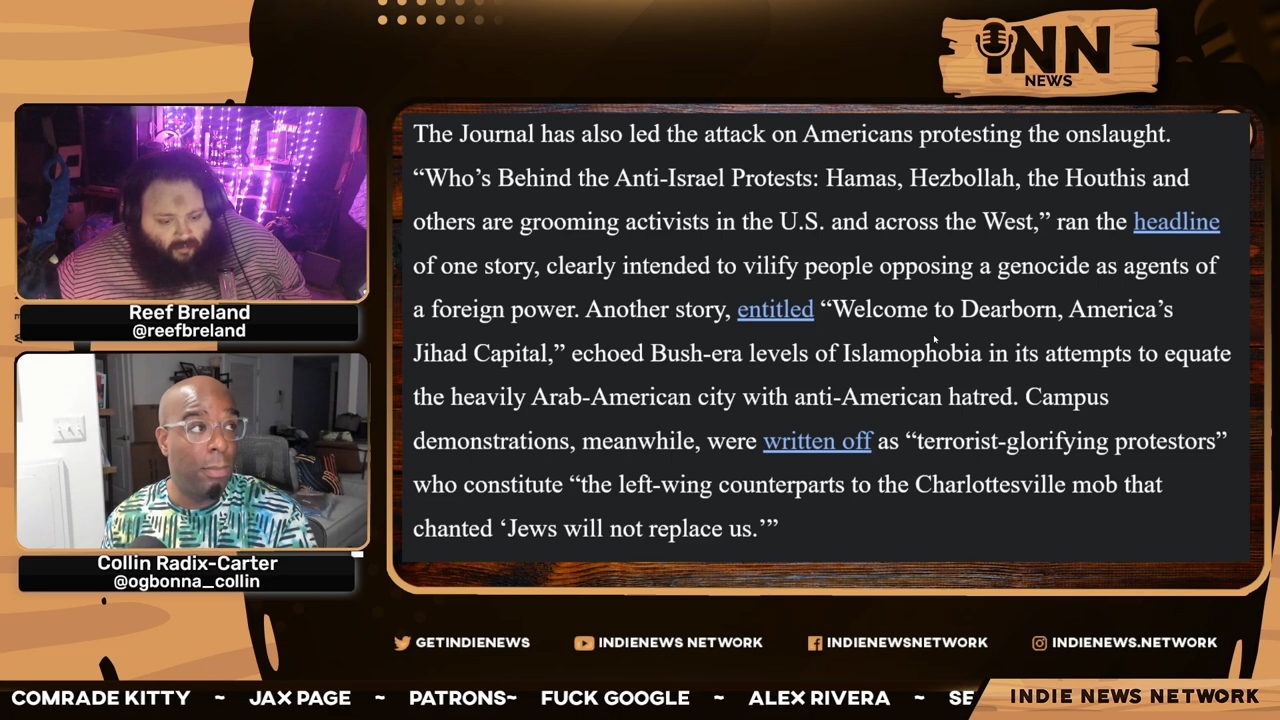 INN
NEWS
The Journal has also led the attack on Americans protesting the onslaught.
“Who’s Behind the Anti-Israel Protests: Hamas, Hezbollah, the Houthis and
others are grooming activists in the U.S. and across the West,” ran the headline
of one story, clearly intended to vilify people opposing a genocide as agents of
a foreign power. Another story, entitled “Welcome to Dearborn, America’s
Jihad Capital,” echoed Bush-era levels of Islamophobia in its attempts to equate
the heavily Arab-American city with anti-American hatred. Campus
demonstrations, meanwhile, were written off as “terrorist-glorifying protestors”
who constitute “the left-wing counterparts to the Charlottesville mob that
chanted ‘Jews will not replace us.’”
Reef Breland
@reefbreland
Collin Radix-Carter
@ogbonna_collin
GETINDIENEWS INDIENEWS NETWORK INDIENEWSNETWORK INDIENEWS.NETWORK
COMRADE KITTY ~ JAX PAGE ~ PATRONS~ FUCK GOOGLE ~ ALEX RIVERA ~ SE
INDIE NEWS NETWORK